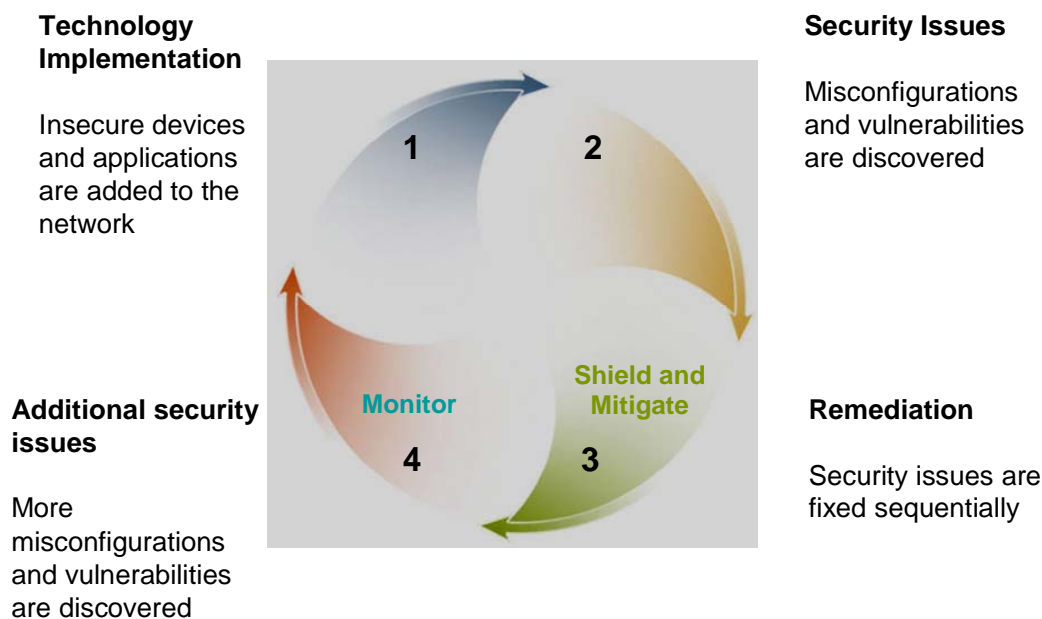 Technology
Implementation
Insecure devices
and applications
are added to the
network
1
2
Security Issues
Misconfigurations
and vulnerabilities
are discovered
Shield and
Mitigate
3
Remediation
Security issues are
fixed sequentially
Monitor
4
Additional security
issues
More
misconfigurations
and vulnerabilities
are discovered